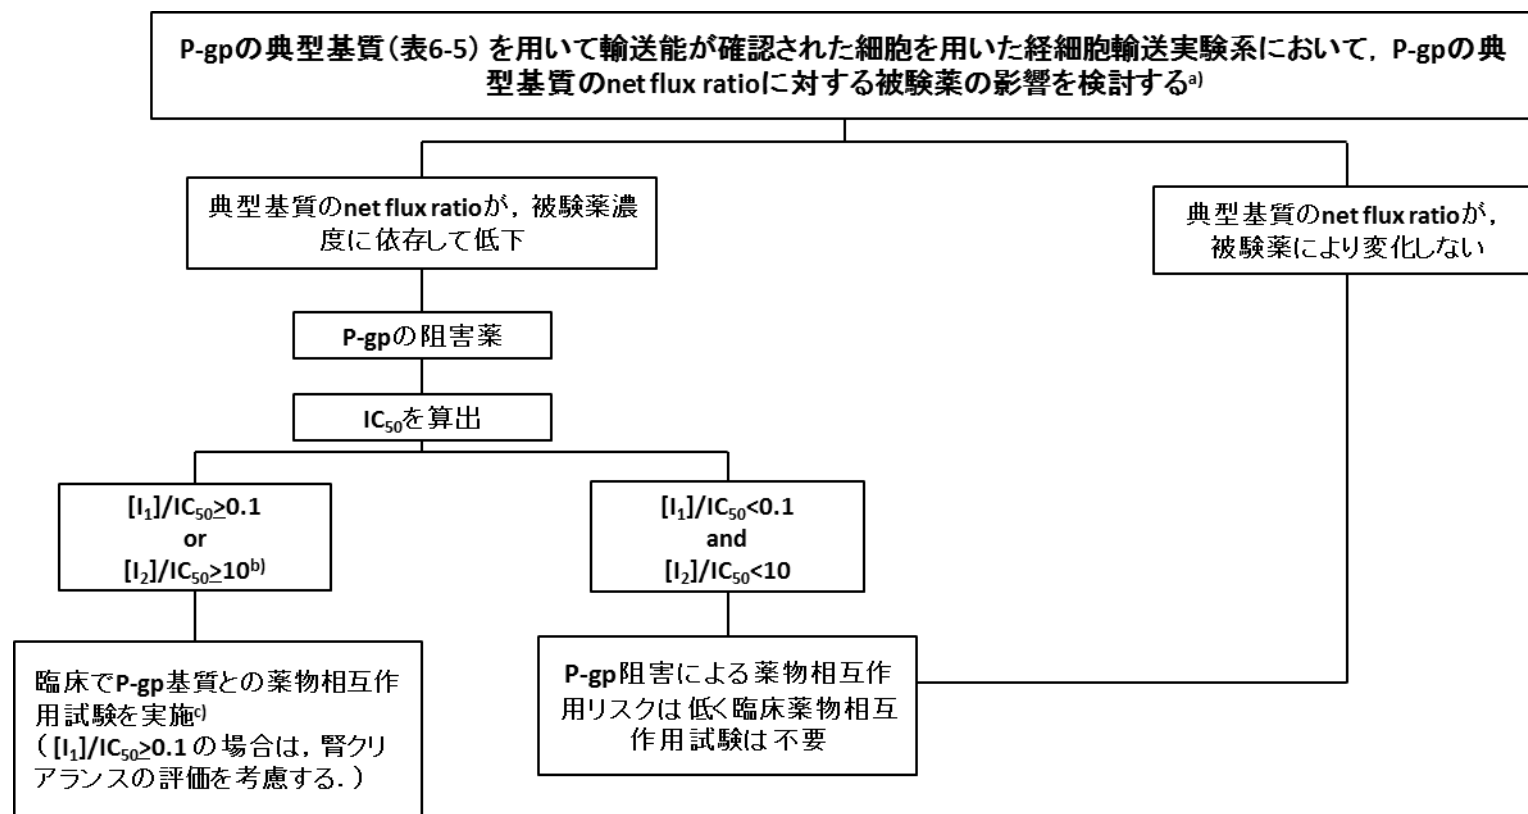 P-gpの典型基質（表6-5）を用いて輸送能が確認された細胞を用いた経細胞輸送実験系において，P-gpの典
型基質のnet flux ratioに対する被験薬の影響を検討するa)
典型基質のnet flux ratioが，被験薬濃
度に依存して低下
典型基質のnet flux ratioが，
被験薬により変化しない
P-gpの阻害薬
IC50を算出
[I1]/IC50≥0.1
or
[I2]/IC50≥10b)
[I1]/IC50<0.1
and
[I2]/IC50<10
臨床でP-gp基質との薬物相互作
用試験を実施c)
（[I1]/IC50≥0.1の場合は，腎クリ
アランスの評価を考慮する．）
P-gp阻害による薬物相互作
用リスクは低く臨床薬物相互
作用試験は不要